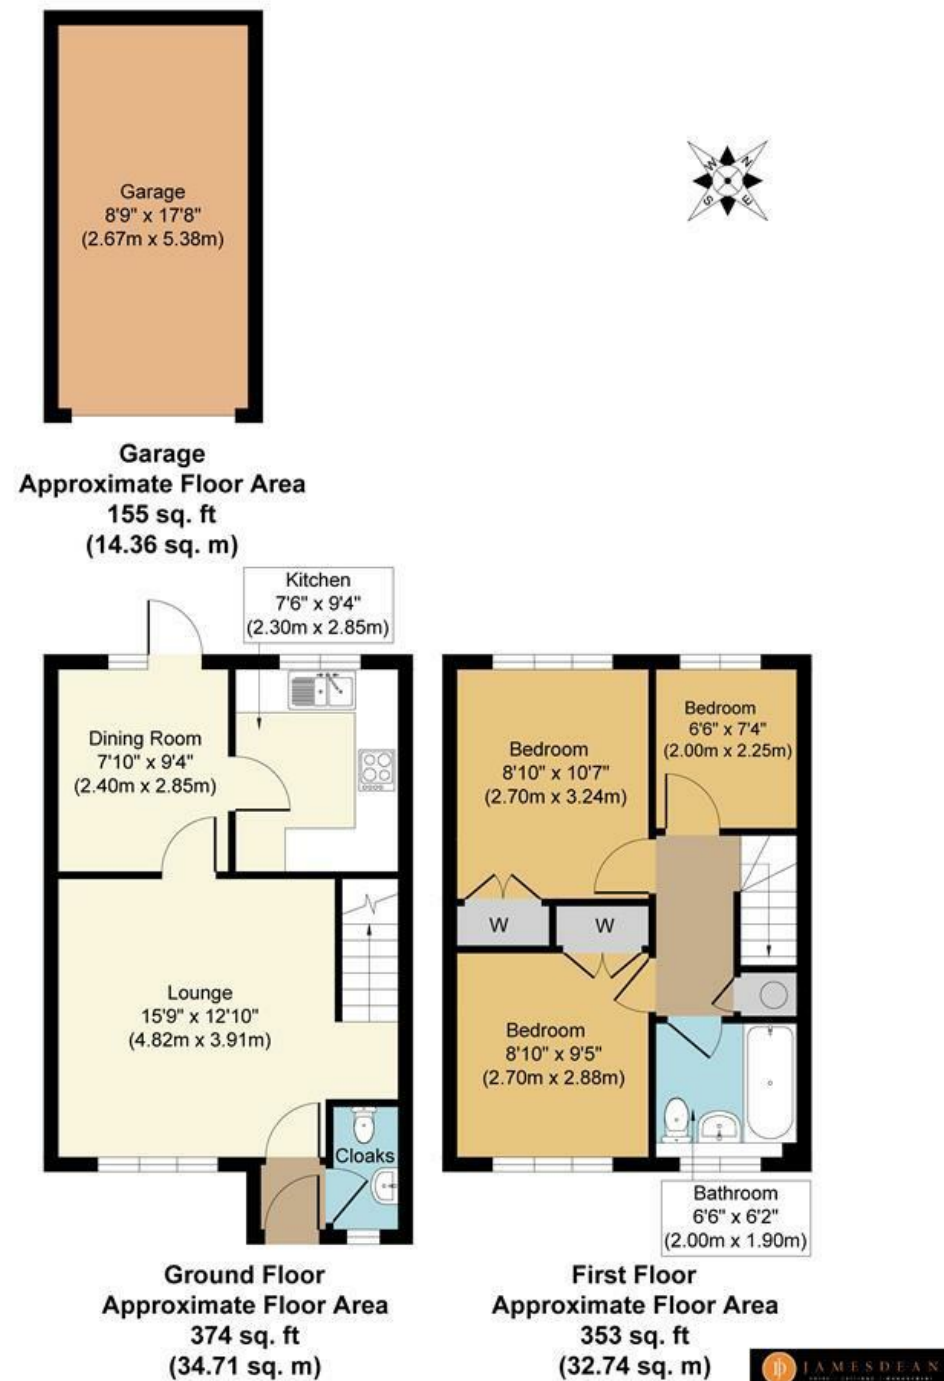 Garage
8'9" x 17'8"
(2.67m x 5.38m)
W
N
S
E
Garage
Approximate Floor Area
155 sq. ft
(14.36 sq. m)
Kitchen
7'6" x 9'4"
(2.30m x 2.85m)
Dining Room
7'10" x 9'4"
(2.40m x 2.85m)
Lounge
15'9" x 12'10"
(4.82m x 3.91m)
Cloaks
Ground Floor
Approximate Floor Area
374 sq. ft
(34.71 sq. m)
Bedroom
8'10" x 10'7"
(2.70m x 3.24m)
Bedroom
6'6" x 7'4"
(2.00m x 2.25m)
W
W
Bedroom
8'10" x 9'5"
(2.70m x 2.88m)
Bathroom
6'6" x 6'2"
(2.00m x 1.90m)
First Floor
Approximate Floor Area
353 sq. ft
(32.74 sq. m)
JAMESDEAN